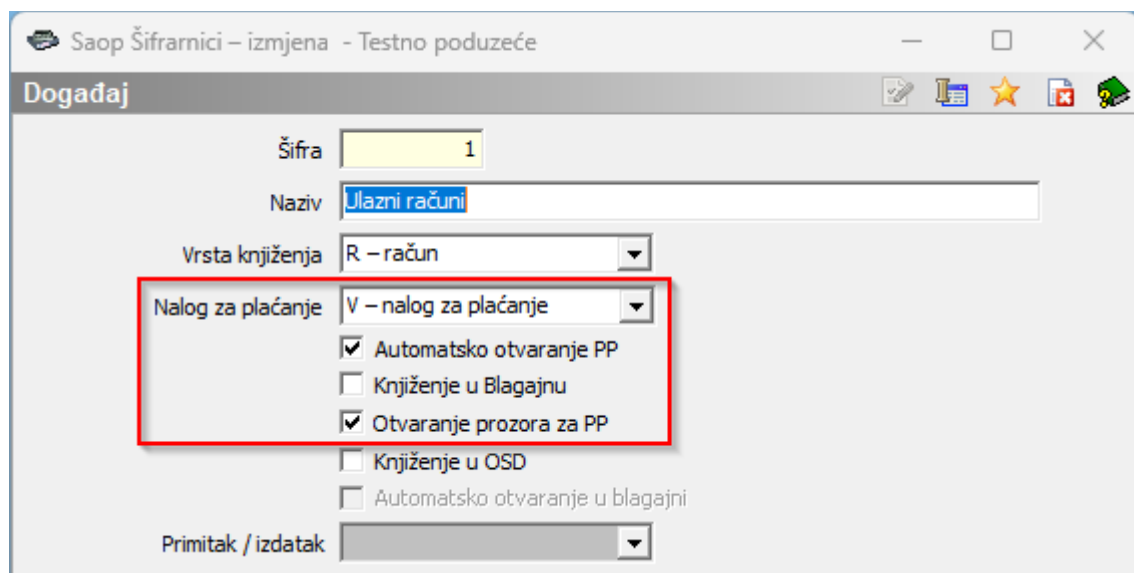 Saop Šifrarnici – izmjena - Testno poduzeće
Događaj
Šifra 1
Naziv Ulazni računi
Vrsta knjiženja R – račun
Nalog za plaćanje V – nalog za plaćanje
Automatsko otvaranje PP
Knjiženje u Blagajnu
Otvaranje prozora za PP
Knjiženje u OSD
Automatsko otvaranje u blagajni
Primitak / izdatak